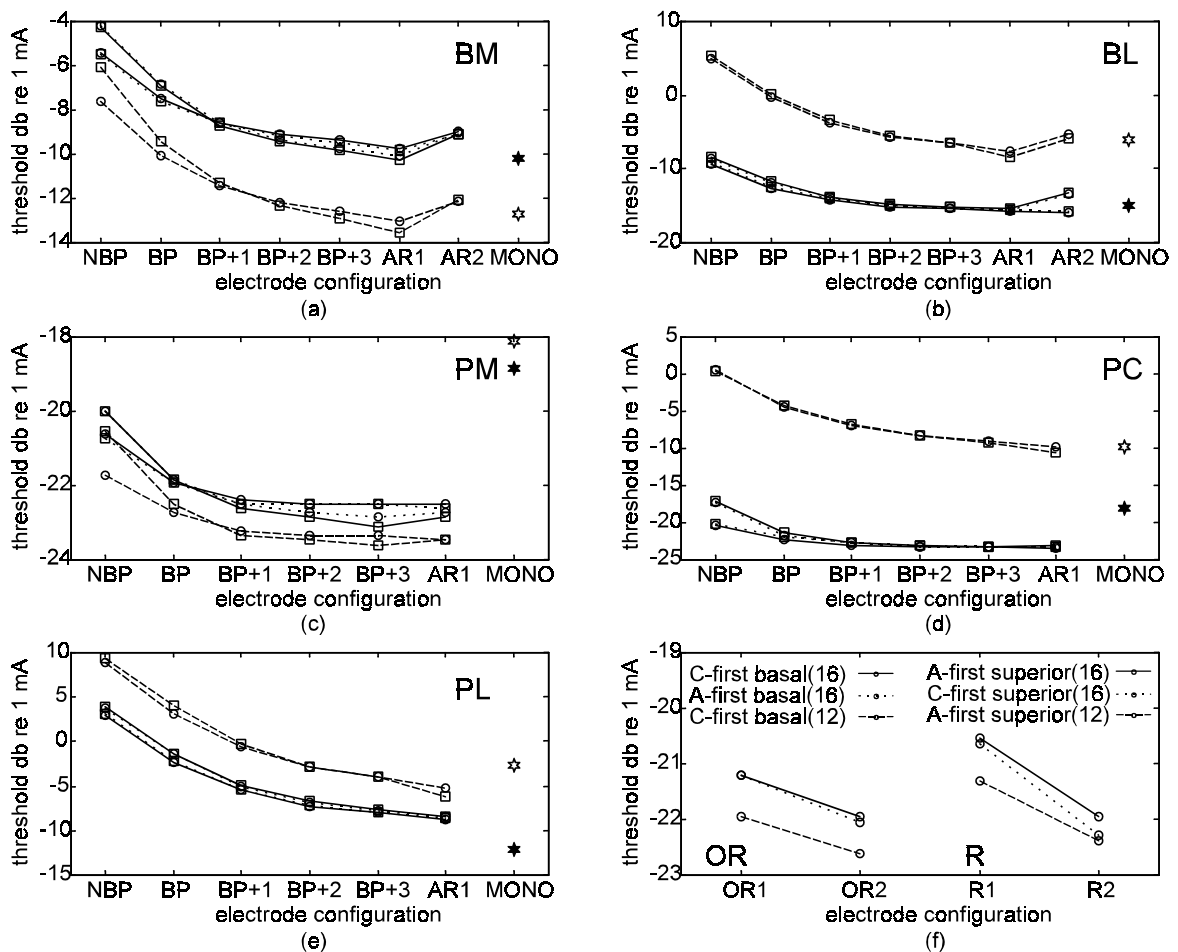 -4
-6
-8
-10
-12
-14
threshold db re 1 mA
BM
NBP BP BP+1 BP+2 BP+3 AR1 AR2 MONO
electrode configuration
(a)
10
0
-10
-20
threshold db re 1 mA
BL
NBP BP BP+1 BP+2 BP+3 AR1 AR2 MONO
electrode configuration
(b)
-18
-20
-22
-24
threshold db re 1 mA
PM
NBP BP BP+1 BP+2 BP+3 AR1 MONO
electrode configuration
(c)
5
0
-5
-10
-15
-20
-25
threshold db re 1 mA
PC
NBP BP BP+1 BP+2 BP+3 AR1 MONO
electrode configuration
(d)
10
5
0
-5
-10
-15
threshold db re 1 mA
PL
NBP BP BP+1 BP+2 BP+3 AR1 MONO
electrode configuration
(e)
-19
-20
-21
-22
-23
threshold db re 1 mA
C-first basal(16)
A-first basal(16)
C-first basal(12)
A-first superior(16)
C-first superior(16)
A-first superior(12)
OR R
OR1 OR2 R1 R2
electrode configuration
(f)